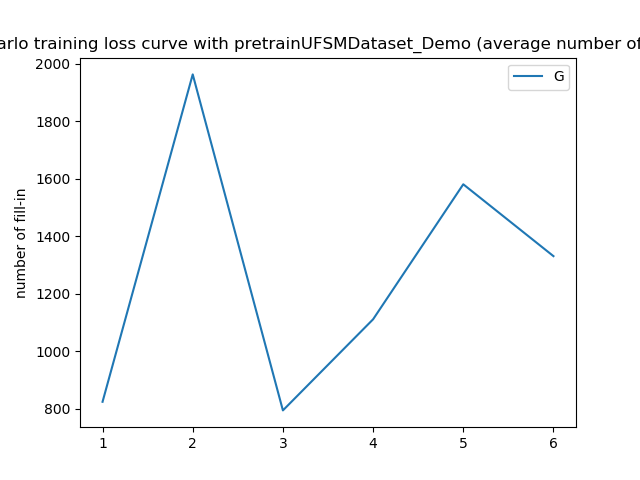 arlo training loss curve with pretrainUFSMDataset_Demo (average number of
G
number of fill-in
2000
1800
1600
1400
1200
1000
800
1 2 3 4 5 6